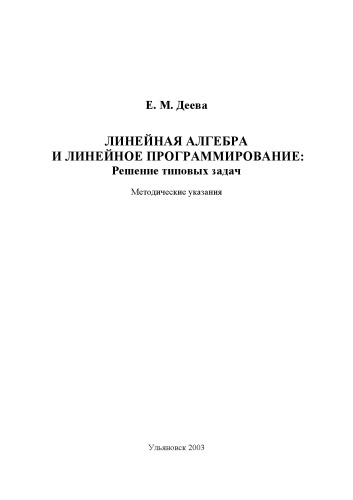 Е. М. Деева
ЛИНЕЙНАЯ АЛГЕБРА
И ЛИНЕЙНОЕ ПРОГРАММИРОВАНИЕ:
Решение типовых задач
Методические указания
Ульяновск 2003